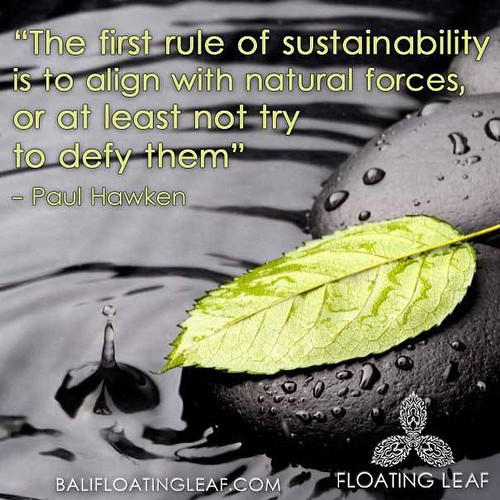 “The first rule of sustainability
is to align with natural forces,
or at least not try
to defy them”
– Paul Hawken
BALIFLOATINGLEAF.COM
FLOATING LEAF